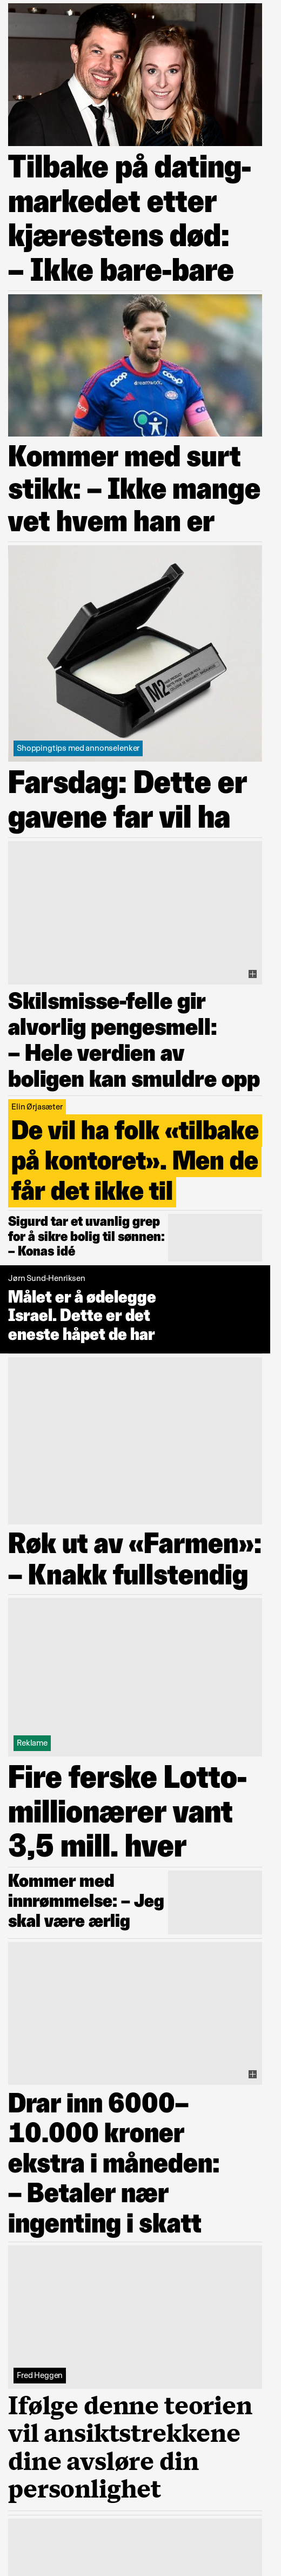 Tilbake på dating-
markedet etter
kjærestens død:
– Ikke bare-bare
Kommer med surt
stikk: – Ikke mange
vet hvem han er
M2
Shoppingtips med annonselenker
Farsdag: Dette er
gavene far vil ha
Skilsmisse-felle gir
alvorlig pengesmell:
– Hele verdien av
boligen kan smuldre opp
Elin Ørjasæter
De vil ha folk «tilbake
på kontoret». Men de
får det ikke til
Sigurd tar et uvanlig grep
for å sikre bolig til sønnen:
– Konas idé
Jørn Sund-Henriksen
Målet er å ødelegge
Israel. Dette er det
eneste håpet de har
Røk ut av «Farmen»:
– Knakk fullstendig
Reklame
Fire ferske Lotto-
millionærer vant
3,5 mill. hver
Kommer med
innrømmelse: – Jeg
skal være ærlig
Drar inn 6000–
10.000 kroner
ekstra i måneden:
– Betaler nær
ingenting i skatt
Fred Heggen
Ifølge denne teorien
vil ansiktstrekkene
dine avsløre din
personlighet